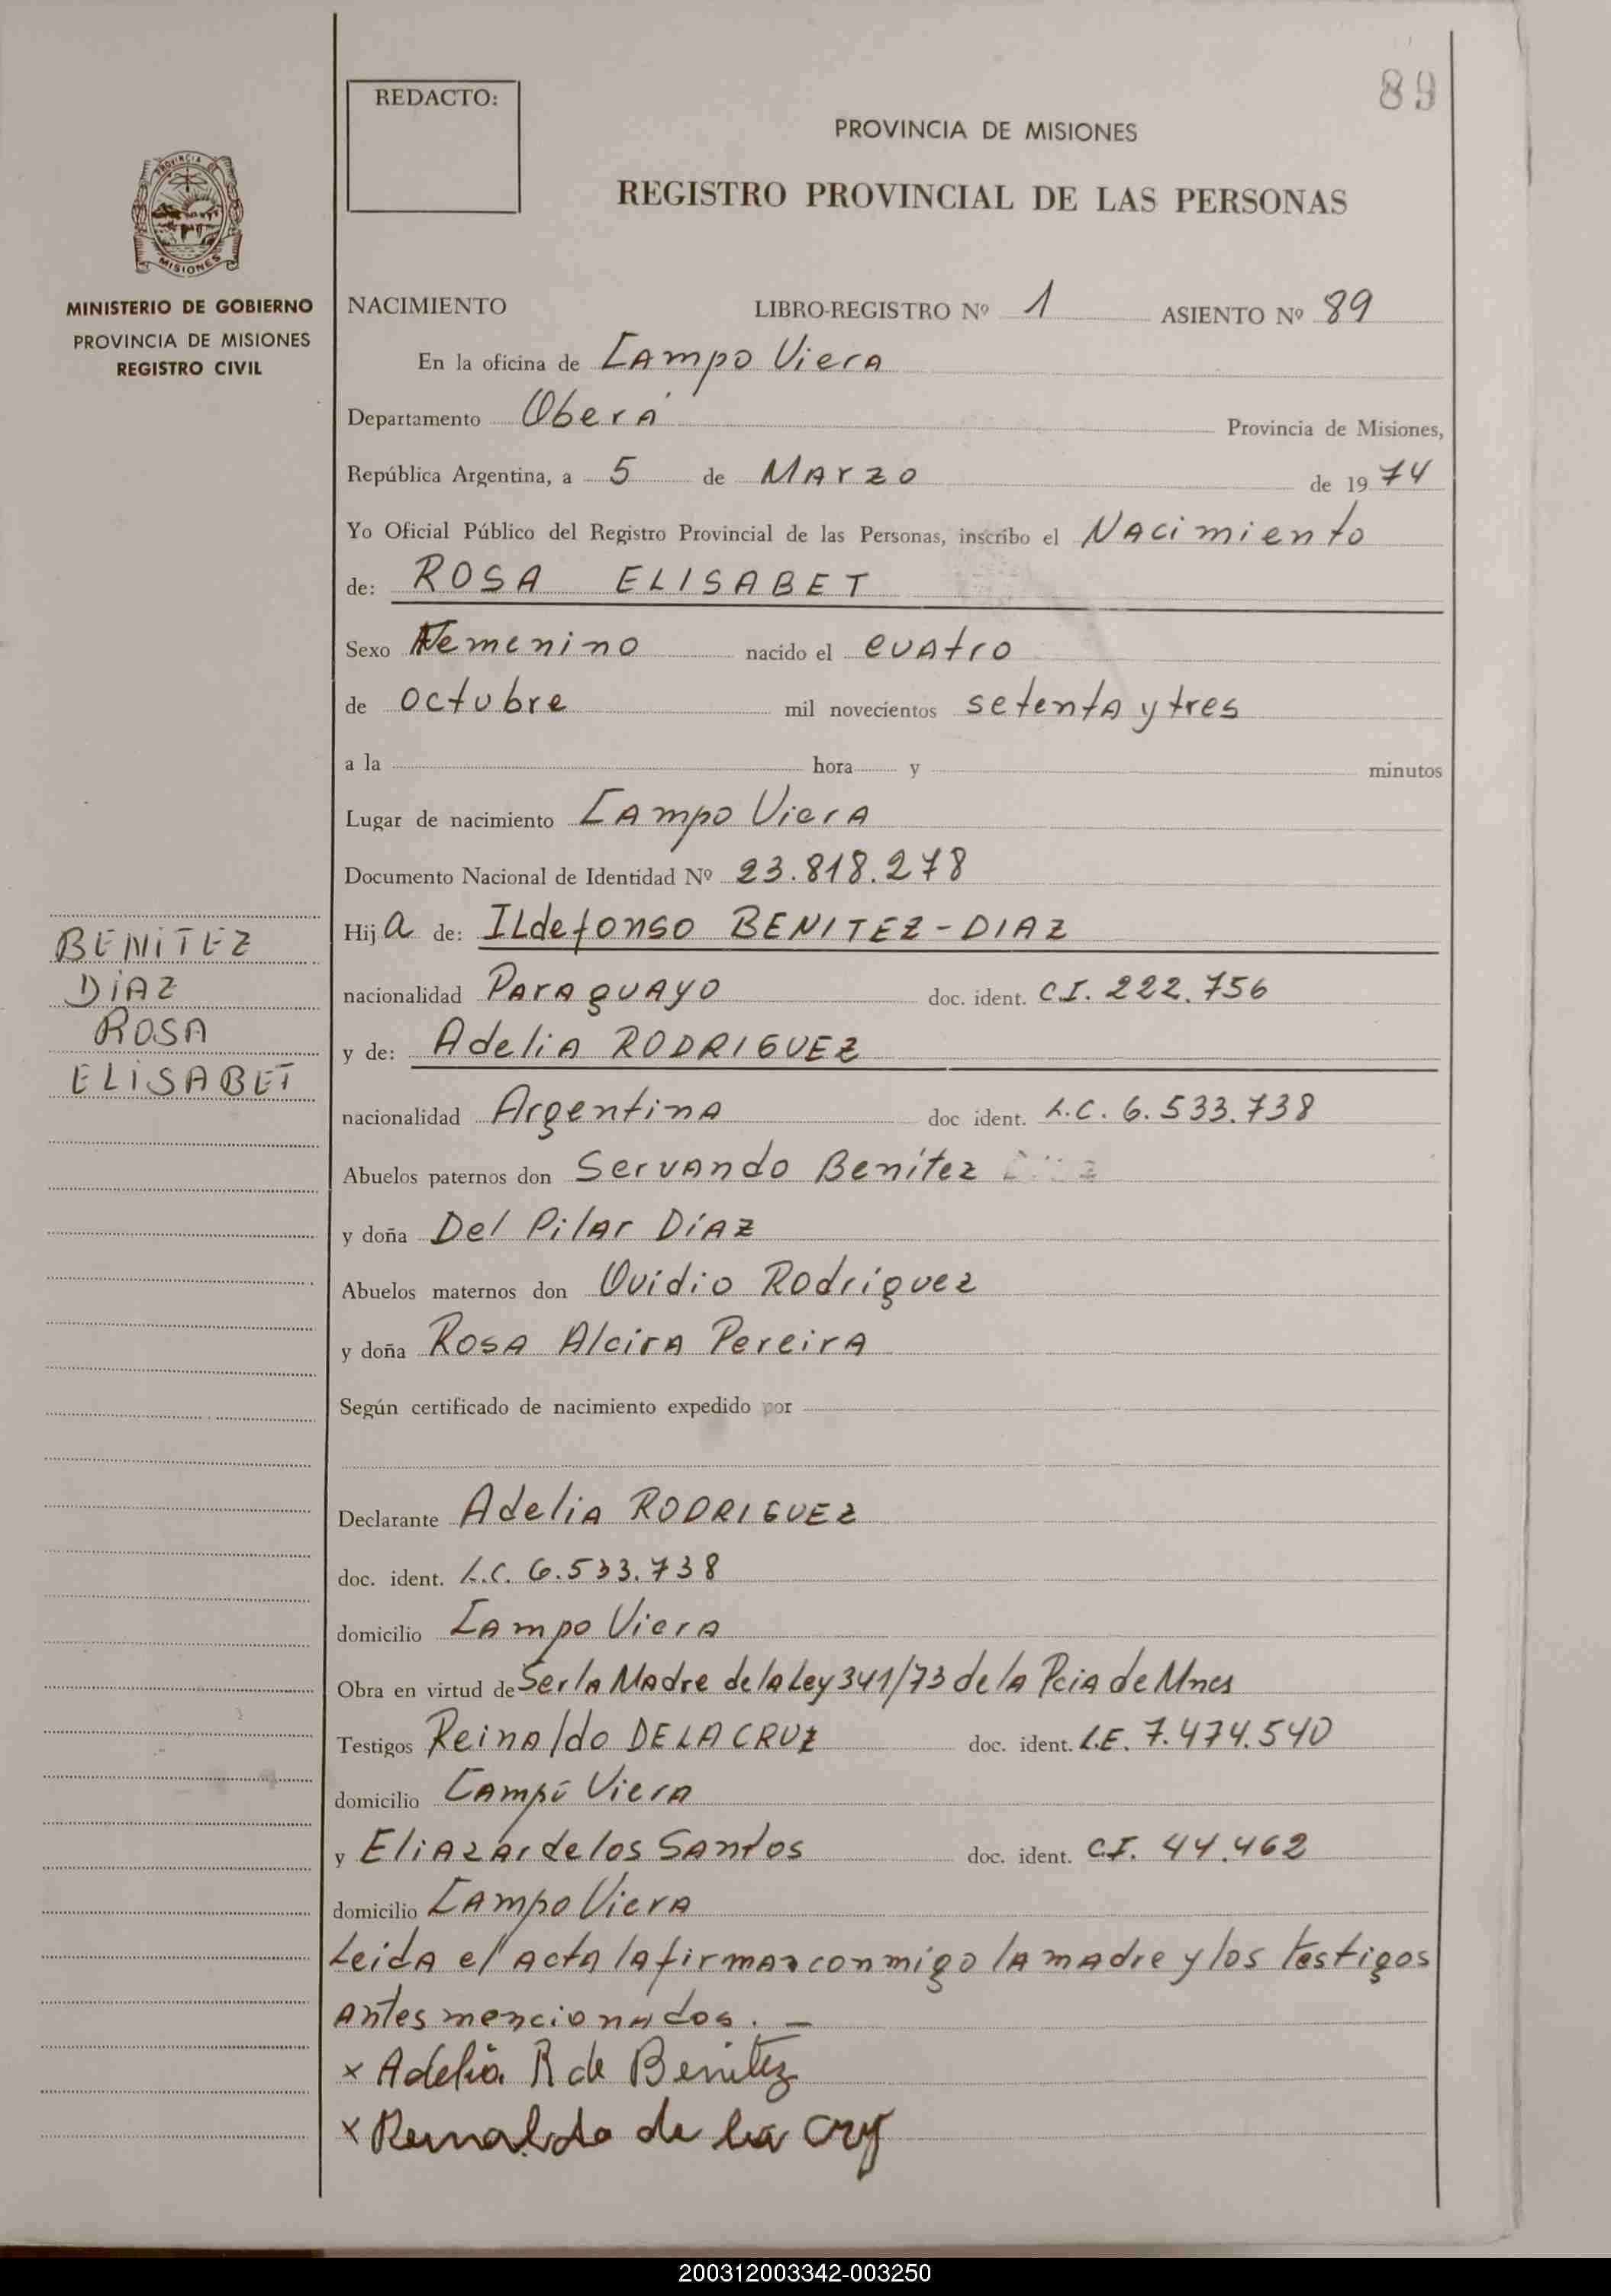 89
REDACTO:
PROVINCIA DE MISIONES
REGISTRO PROVINCIAL DE LAS PERSONAS
PROVINCIA DE
MISIONES
MINISTERIO DE GOBIERNO
PROVINCIA DE MISIONES
REGISTRO CIVIL
NACIMIENTO LIBRO-REGISTRO Nº 1 ASIENTO Nº 89
En la oficina de Campo Viera
Departamento Oberá Provincia de Misiones,
República Argentina, a 5 de Marzo de 1974
Yo Oficial Público del Registro Provincial de las Personas, inscribo el Nacimiento
de: ROSA ELISABET
Sexo Femenino nacido el cuatro
de octubre mil novecientos setenta y tres
a la hora y minutos
Lugar de nacimiento Campo Viera
Documento Nacional de Identidad Nº 23.818.278
Hija de: ILdefonso BENITEZ-DIAZ
nacionalidad Paraguayo doc. ident. CI. 222.756
y de: Adelia RODRIGUEZ
nacionalidad Argentina doc ident. L.C. 6.533.738
Abuelos paternos don Servando Benítez
y doña Del Pilar Díaz
Abuelos maternos don Ovidio Rodriguez
y doña Rosa Alcira Pereira
Según certificado de nacimiento expedido por
Declarante Adelia RODRIGUEZ
doc. ident. L.C. 6.533.738
domicilio Campo Viera
Obra en virtud de Ser la Madre de la Ley 341/73 de la Pcia de Mnes
Testigos Reinaldo DE LA CRUZ doc. ident. L.E. 7.474.540
domicilio Campo Viera
y Eliazar de los Santos doc. ident. CI. 44.462
domicilio Campo Viera
Leida el acta la firman conmigo la madre y los testigos
antes mencionados. —
x Adelia R de Benitez
x Reinaldo de la Cruz
BENITEZ
DIAZ
ROSA
ELISABET
200312003342-003250